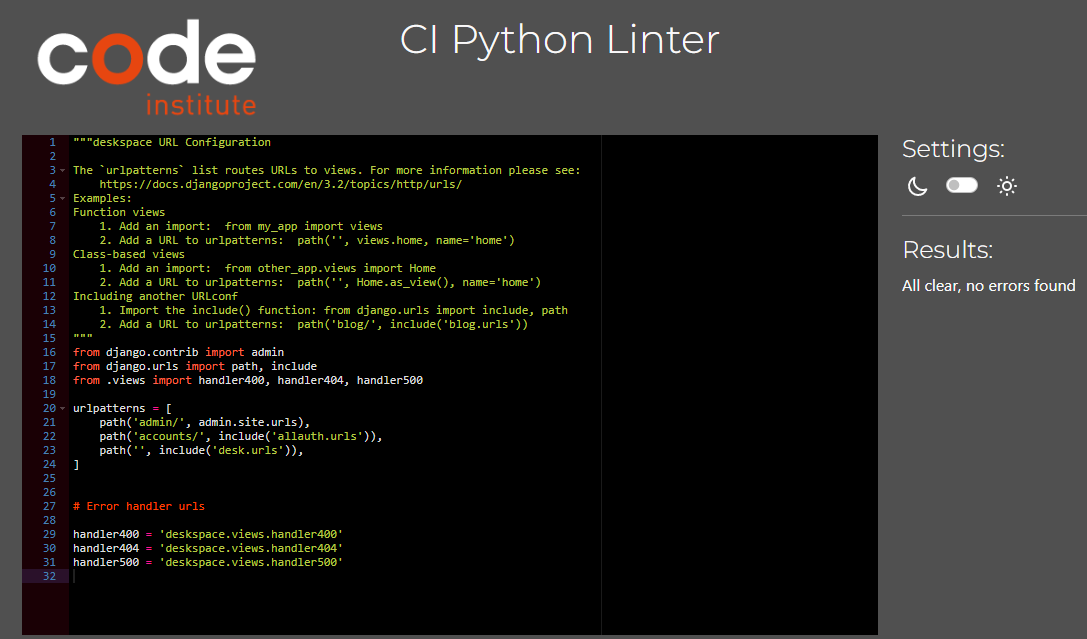 code
institute
CI Python Linter
1 """deskspace URL Configuration
2
3 The `urlpatterns` list routes URLs to views. For more information please see:
4     https://docs.djangoproject.com/en/3.2/topics/http/urls/
5 Examples:
6 Function views
7     1. Add an import:  from my_app import views
8     2. Add a URL to urlpatterns:  path('', views.home, name='home')
9 Class-based views
10     1. Add an import:  from other_app.views import Home
11     2. Add a URL to urlpatterns:  path('', Home.as_view(), name='home')
12 Including another URLconf
13     1. Import the include() function: from django.urls import include, path
14     2. Add a URL to urlpatterns:  path('blog/', include('blog.urls'))
15 """
16 from django.contrib import admin
17 from django.urls import path, include
18 from .views import handler400, handler404, handler500
19
20 urlpatterns = [
21     path('admin/', admin.site.urls),
22     path('accounts/', include('allauth.urls')),
23     path('', include('desk.urls')),
24 ]
25
26
27 # Error handler urls
28
29 handler400 = 'deskspace.views.handler400'
30 handler404 = 'deskspace.views.handler404'
31 handler500 = 'deskspace.views.handler500'
32
Settings:
Results:
All clear, no errors found